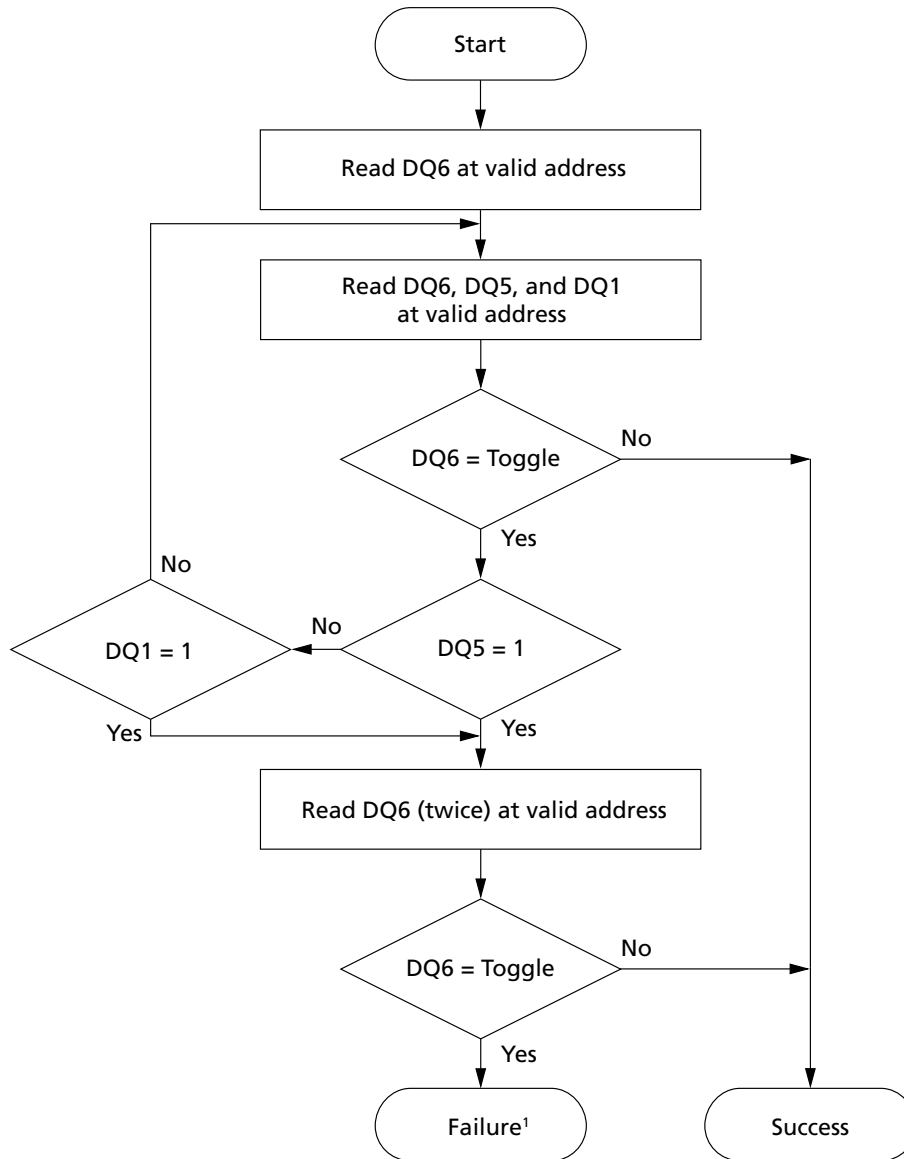 Start
Read DQ6 at valid address
Read DQ6, DQ5, and DQ1
at valid address
DQ6 = Toggle
No
Yes
No
DQ1 = 1
No
DQ5 = 1
Yes
Yes
Read DQ6 (twice) at valid address
DQ6 = Toggle
No
Yes
Failure¹
Success